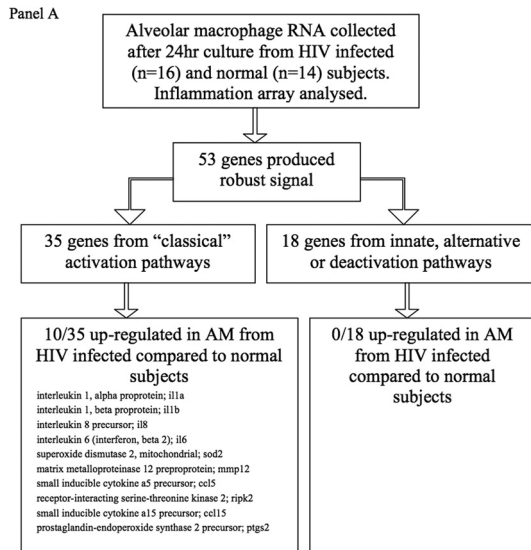 Panel A
Alveolar macrophage RNA collected
after 24hr culture from HIV infected
(n=16) and normal (n=14) subjects.
Inflammation array analysed.
53 genes produced
robust signal
35 genes from “classical”
activation pathways
18 genes from innate, alternative
or deactivation pathways
10/35 up-regulated in AM from
HIV infected compared to normal
subjects
interleukin 1, alpha proprotein; il1a
interleukin 1, beta proprotein; il1b
interleukin 8 precursor; il8
interleukin 6 (interferon, beta 2); il6
superoxide dismutase 2, mitochondrial; sod2
matrix metalloproteinase 12 preproprotein; mmp12
small inducible cytokine a5 precursor; ccl5
receptor-interacting serine-threonine kinase 2; ripk2
small inducible cytokine a15 precursor; ccl15
prostaglandin-endoperoxide synthase 2 precursor; ptgs2
0/18 up-regulated in AM
from HIV infected
compared to normal
subjects